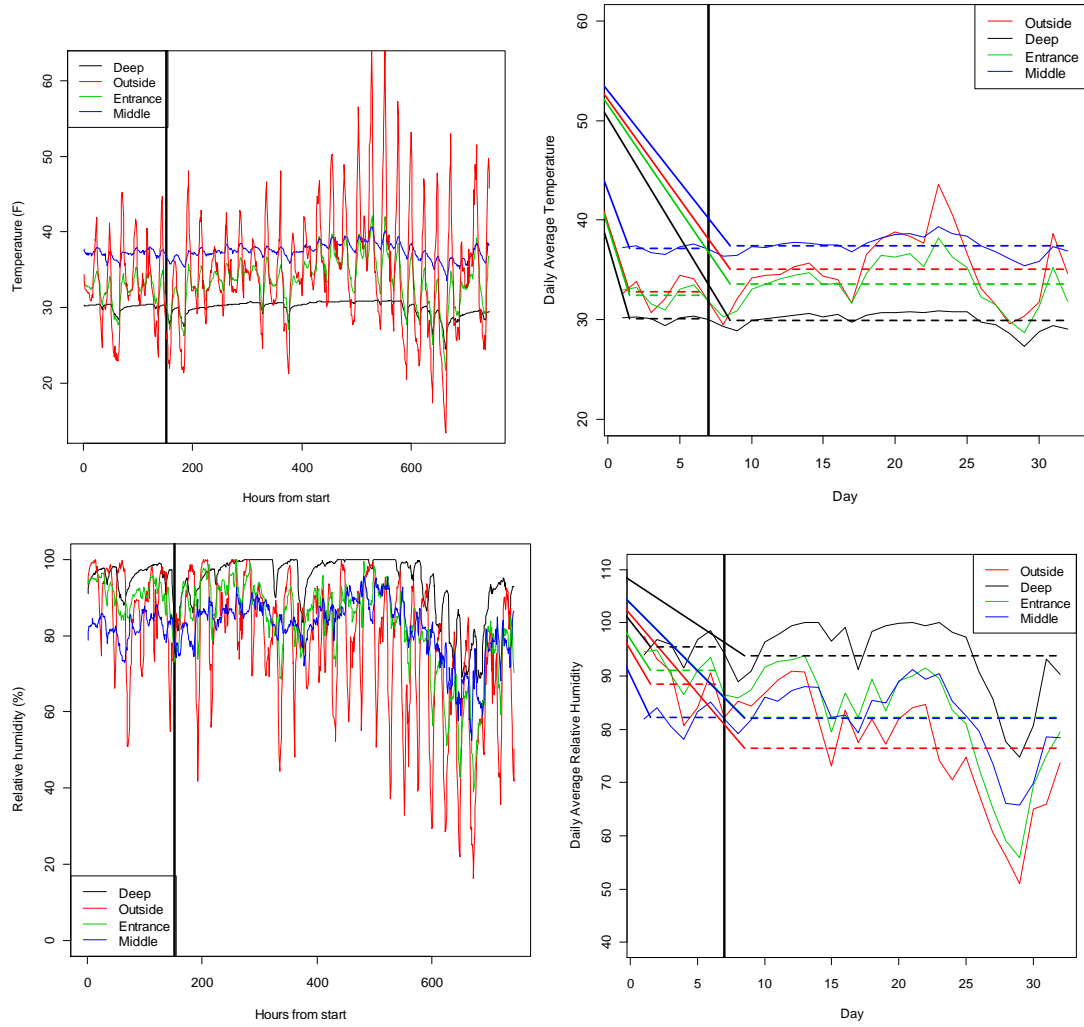 Deep
Outside
Entrance
Middle
Temperature (F)
60
50
40
30
20
0
200
400
600
Hours from start
Outside
Deep
Entrance
Middle
Daily Average Temperature
60
50
40
30
20
0
5
10
15
20
25
30
Day
Relative humidity (%)
100
80
60
40
20
0
Deep
Outside
Entrance
Middle
0
200
400
600
Hours from start
Outside
Deep
Entrance
Middle
Daily Average Relative Humidity
110
100
90
80
70
60
50
40
0
5
10
15
20
25
30
Day